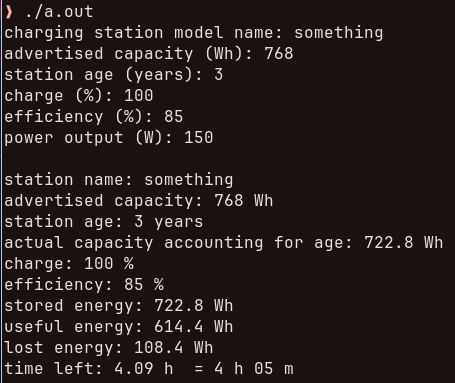 ❱ ./a.out
charging station model name: something
advertised capacity (Wh): 768
station age (years): 3
charge (%): 100
efficiency (%): 85
power output (W): 150

station name: something
advertised capacity: 768 Wh
station age: 3 years
actual capacity accounting for age: 722.8 Wh
charge: 100 %
efficiency: 85 %
stored energy: 722.8 Wh
useful energy: 614.4 Wh
lost energy: 108.4 Wh
time left: 4.09 h  = 4 h 05 m